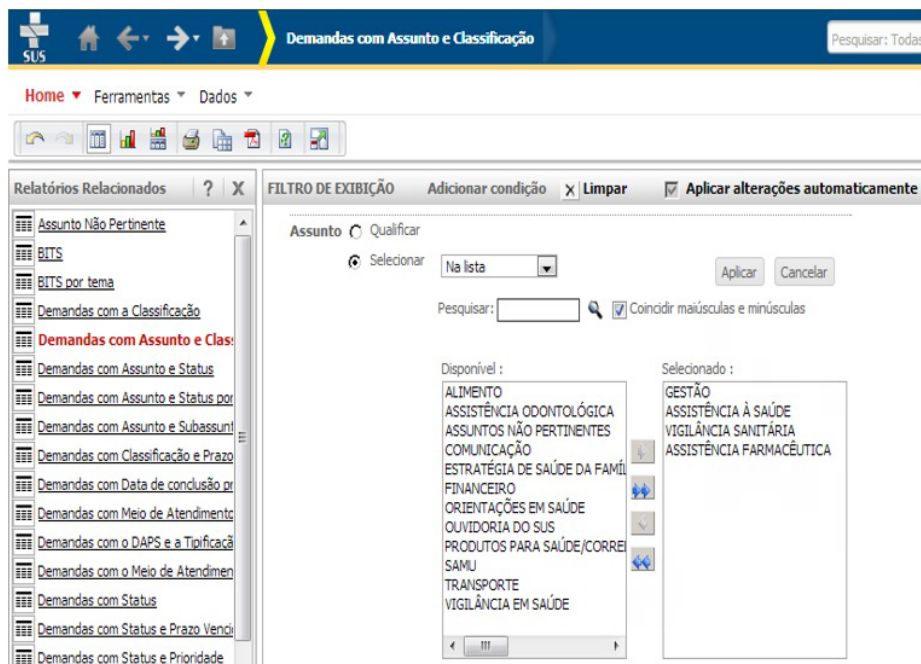 SUS
Demandas com Assunto e Classificação
Pesquisar: Todas
Home Ferramentas Dados
Relatórios Relacionados ? X
Assunto Não Pertinente
BITS
BITS por tema
Demandas com a Classificação
Demandas com Assunto e Clas
Demandas com Assunto e Status
Demandas com Assunto e Status por
Demandas com Assunto e Subassunt
Demandas com Classificação e Prazo
Demandas com Data de conclusão pr
Demandas com Meio de Atendimento
Demandas com o DAPS e a Tipificaçã
Demandas com o Meio de Atendimen
Demandas com Status
Demandas com Status e Prazo Venci
Demandas com Status e Prioridade
FILTRO DE EXIBIÇÃO Adicionar condição X Limpar Aplicar alterações automaticamente
Assunto Qualificar
Selecionar Na lista Aplicar Cancelar
Pesquisar: Coincidir maiúsculas e minúsculas
Disponível :
ALIMENTO
ASSISTÊNCIA ODONTOLÓGICA
ASSUNTOS NÃO PERTINENTES
COMUNICAÇÃO
ESTRATÉGIA DE SAÚDE DA FAMÍL
FINANCEIRO
ORIENTAÇÕES EM SAÚDE
OUVIDORIA DO SUS
PRODUTOS PARA SAÚDE/CORREL
SAMU
TRANSPORTE
VIGILÂNCIA EM SAÚDE
Selecionado :
GESTÃO
ASSISTÊNCIA À SAÚDE
VIGILÂNCIA SANITÁRIA
ASSISTÊNCIA FARMACÊUTICA